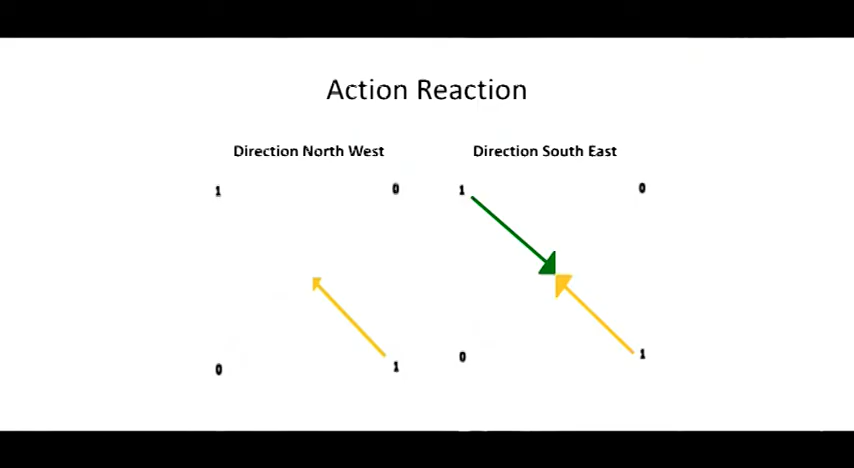 Action Reaction
Direction North West
Direction South East
1 0 1 0
0 1 0 1